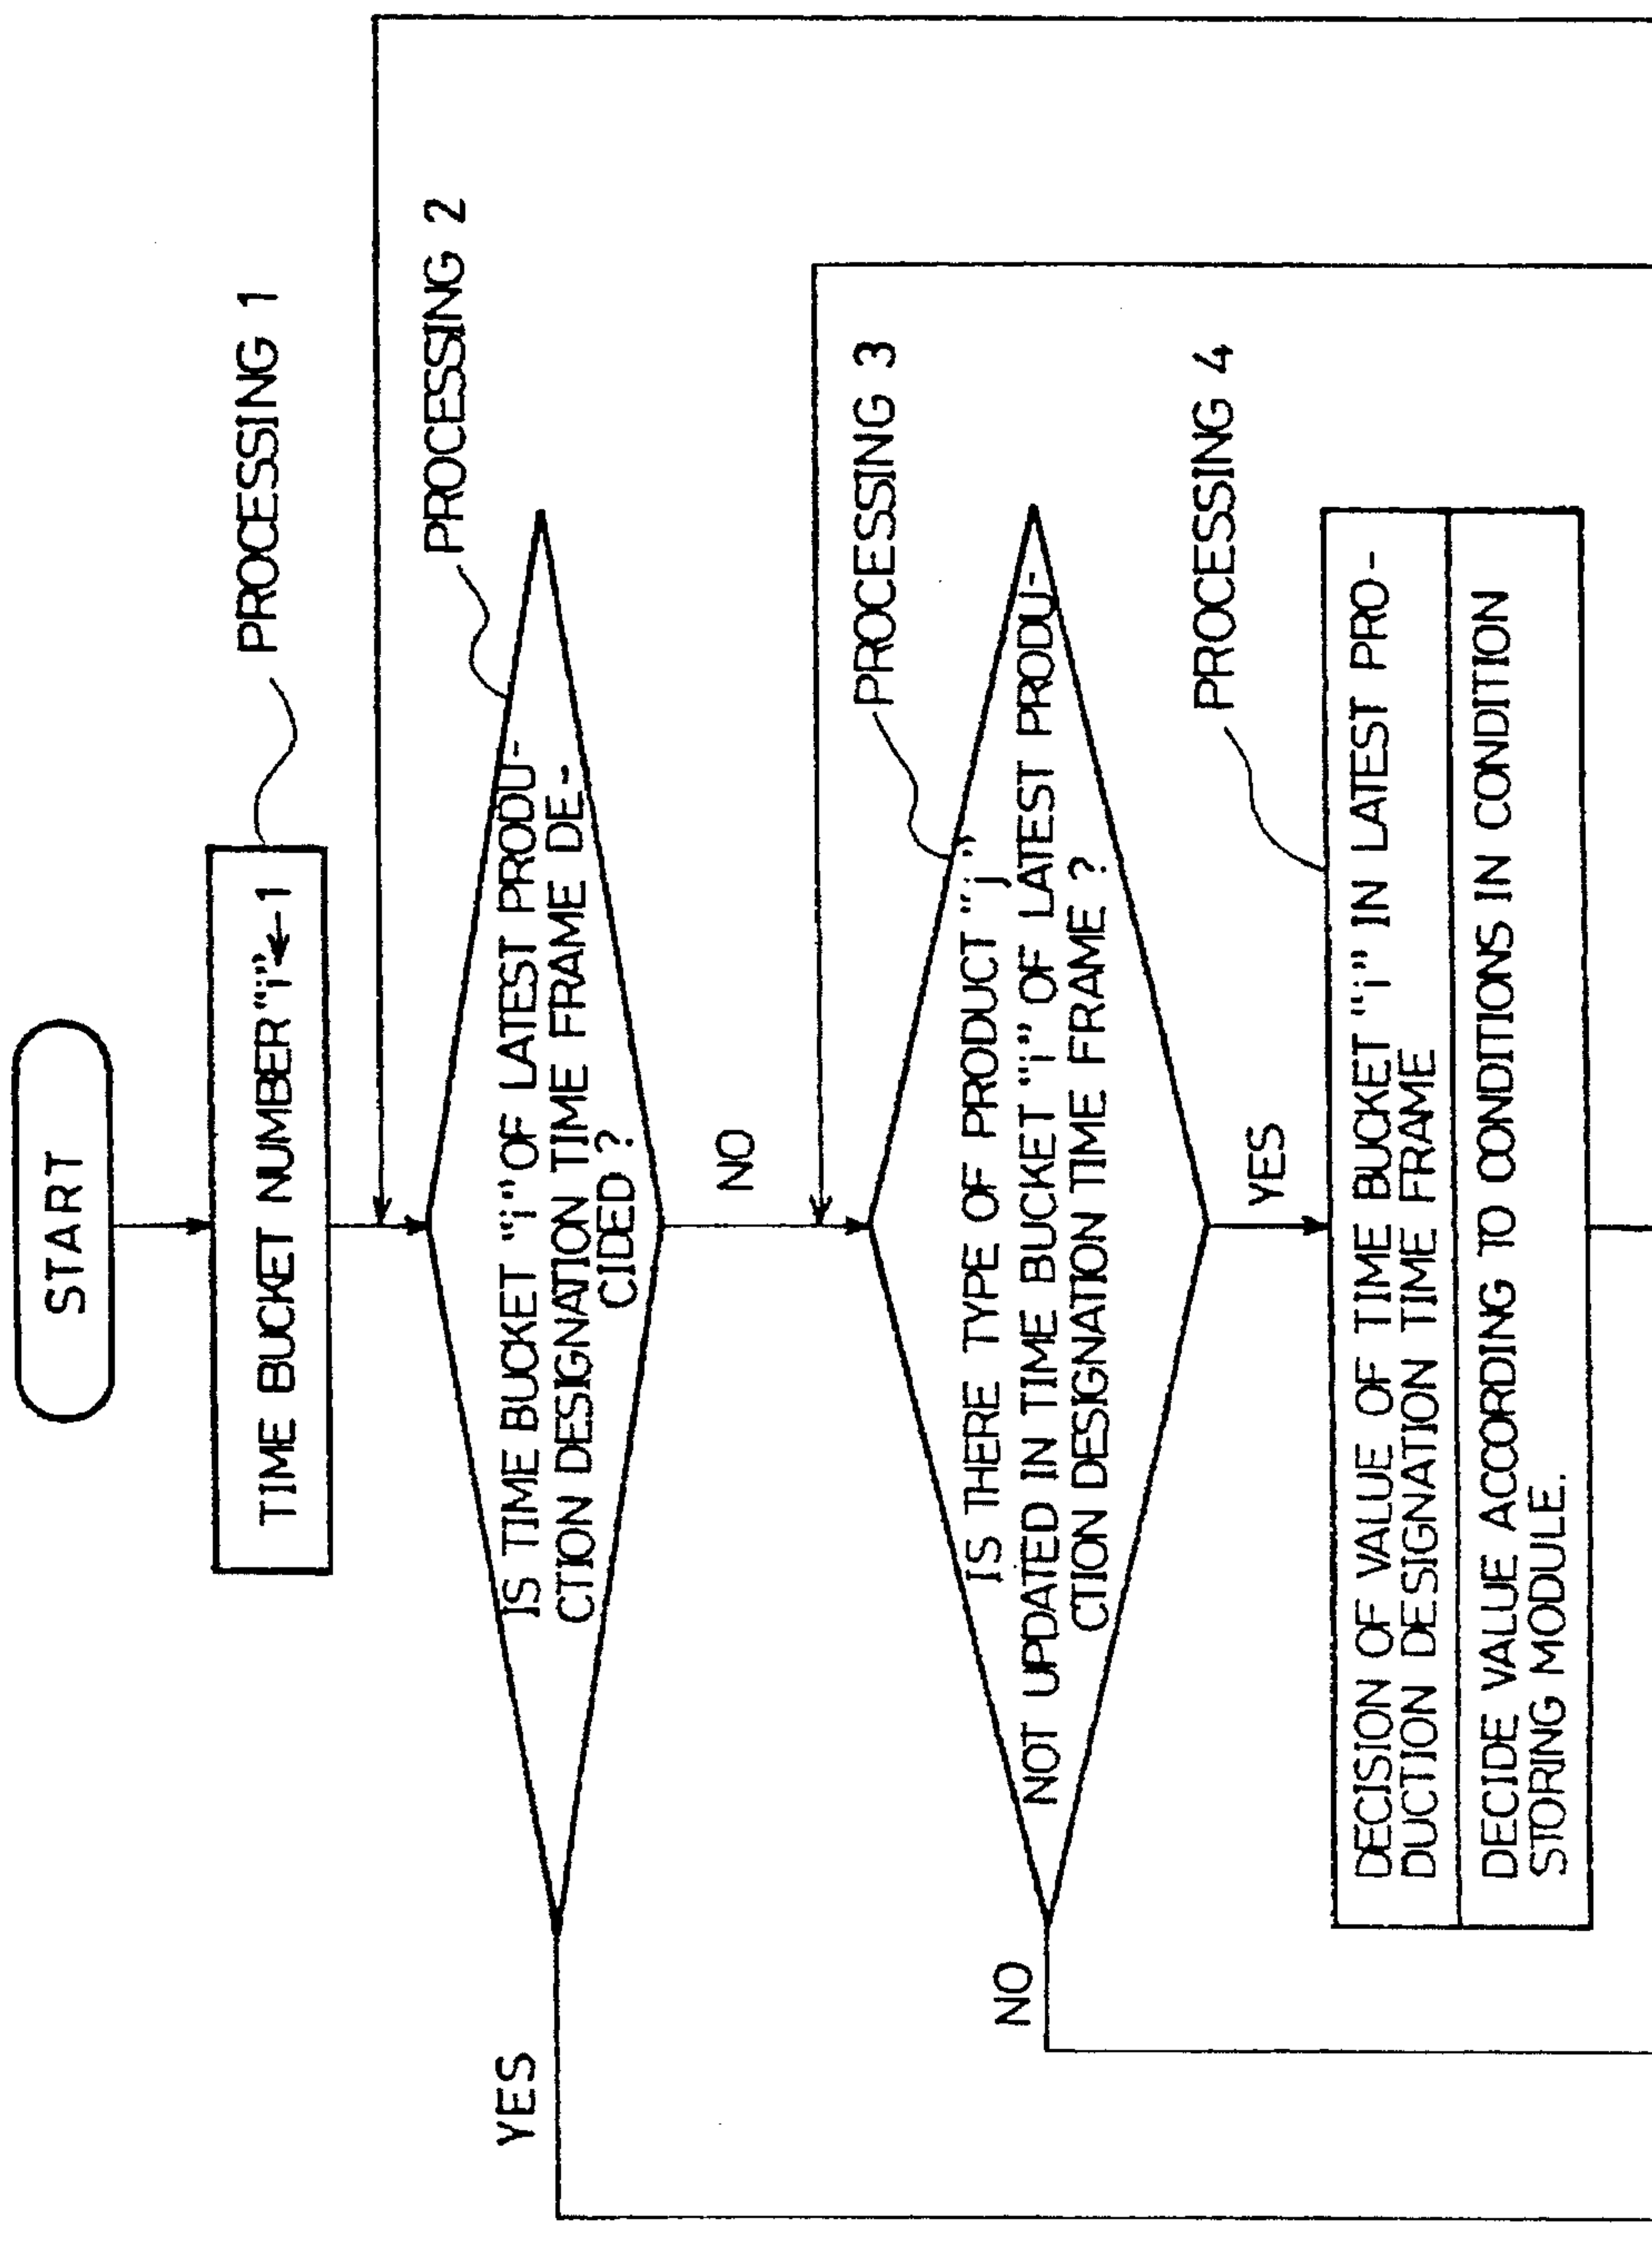 START
TIME BUCKET NUMBER "i"←1
PROCESSING 1
PROCESSING 2
IS TIME BUCKET "i" OF LATEST PRODU-
CTION DESIGNATION TIME FRAME DE-
CIDED ?
YES
NO
PROCESSING 3
IS THERE TYPE OF PRODUCT "j"
NOT UPDATED IN TIME BUCKET "i" OF LATEST PRODU-
CTION DESIGNATION TIME FRAME ?
NO
YES
PROCESSING 4
DECISION OF VALUE OF TIME BUCKET "i" IN LATEST PRO-
DUCTION DESIGNATION TIME FRAME
DECIDE VALUE ACCORDING TO CONDITIONS IN CONDITION
STORING MODULE.